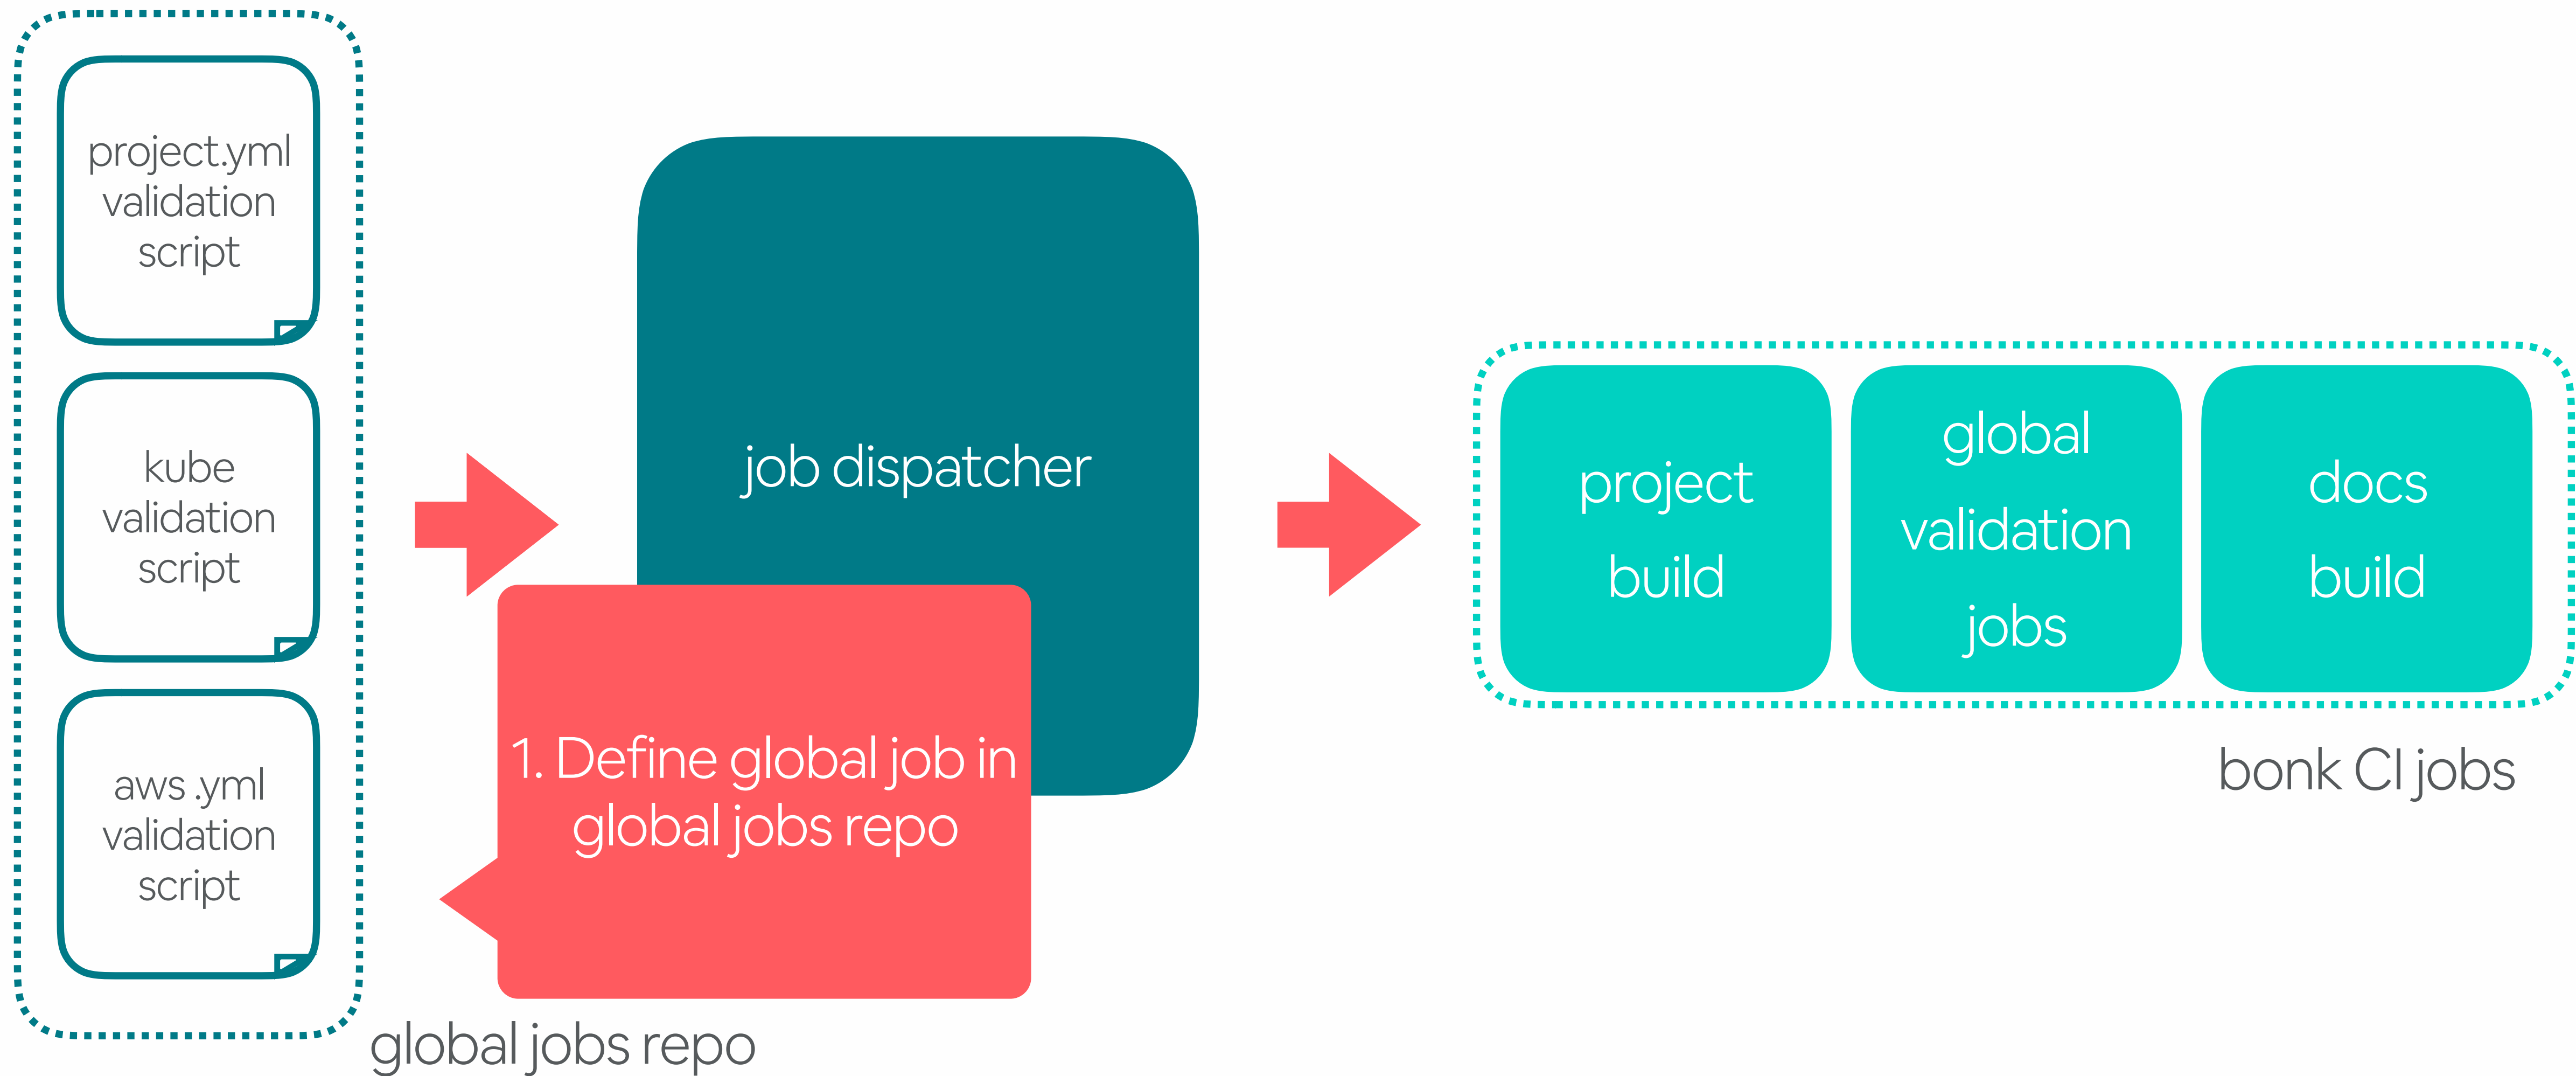 project.yml
validation
script
kube
validation
script
aws .yml
validation
script
global jobs repo
job dispatcher
1. Define global job in
global jobs repo
project
build
global
validation
jobs
docs
build
bonk CI jobs